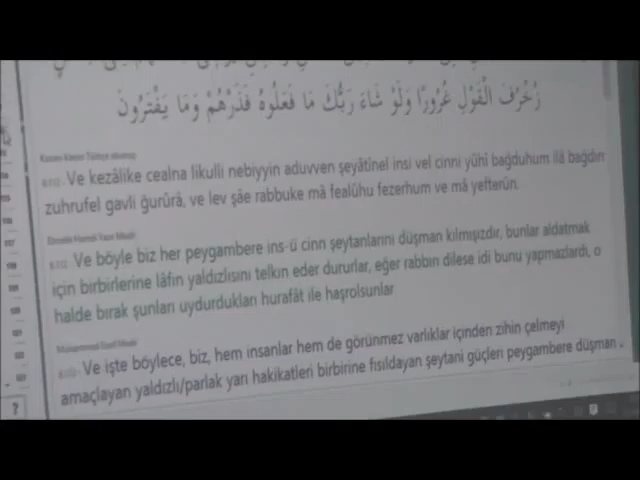 زُخْرُفَ الْقَوْلِ غُرُورًا وَلَوْ شَاءَ رَبُّكَ مَا فَعَلُوهُ فَذَرْهُمْ وَمَا يَفْتَرُونَ
Ve kezâlike cealna likulli nebiyyin aduvven şeyâtînel insi vel cinni yûhî bağduhum ilâ bağdın
zuhrufel gavli ğurûrâ, ve lev şâe rabbuke mâ fealûhu fezerhum ve mâ yefterûn.
Ve böyle biz her peygambere ins-ü cinn şeytanlarını düşman kılmışızdır, bunlar aldatmak
için birbirlerine lâfın yaldızlısını telkin eder dururlar, eğer rabbin dilese idi bunu yapmazlardı, o
halde bırak şunları uydurdukları hurafât ile haşrolsunlar
Ve işte böylece, biz, hem insanlar hem de görünmez varlıklar içinden zihin çelmeyi
amaçlayan yaldızlı/parlak yarı hakikatleri birbirine fısıldayan şeytani güçleri peygambere düşman
?